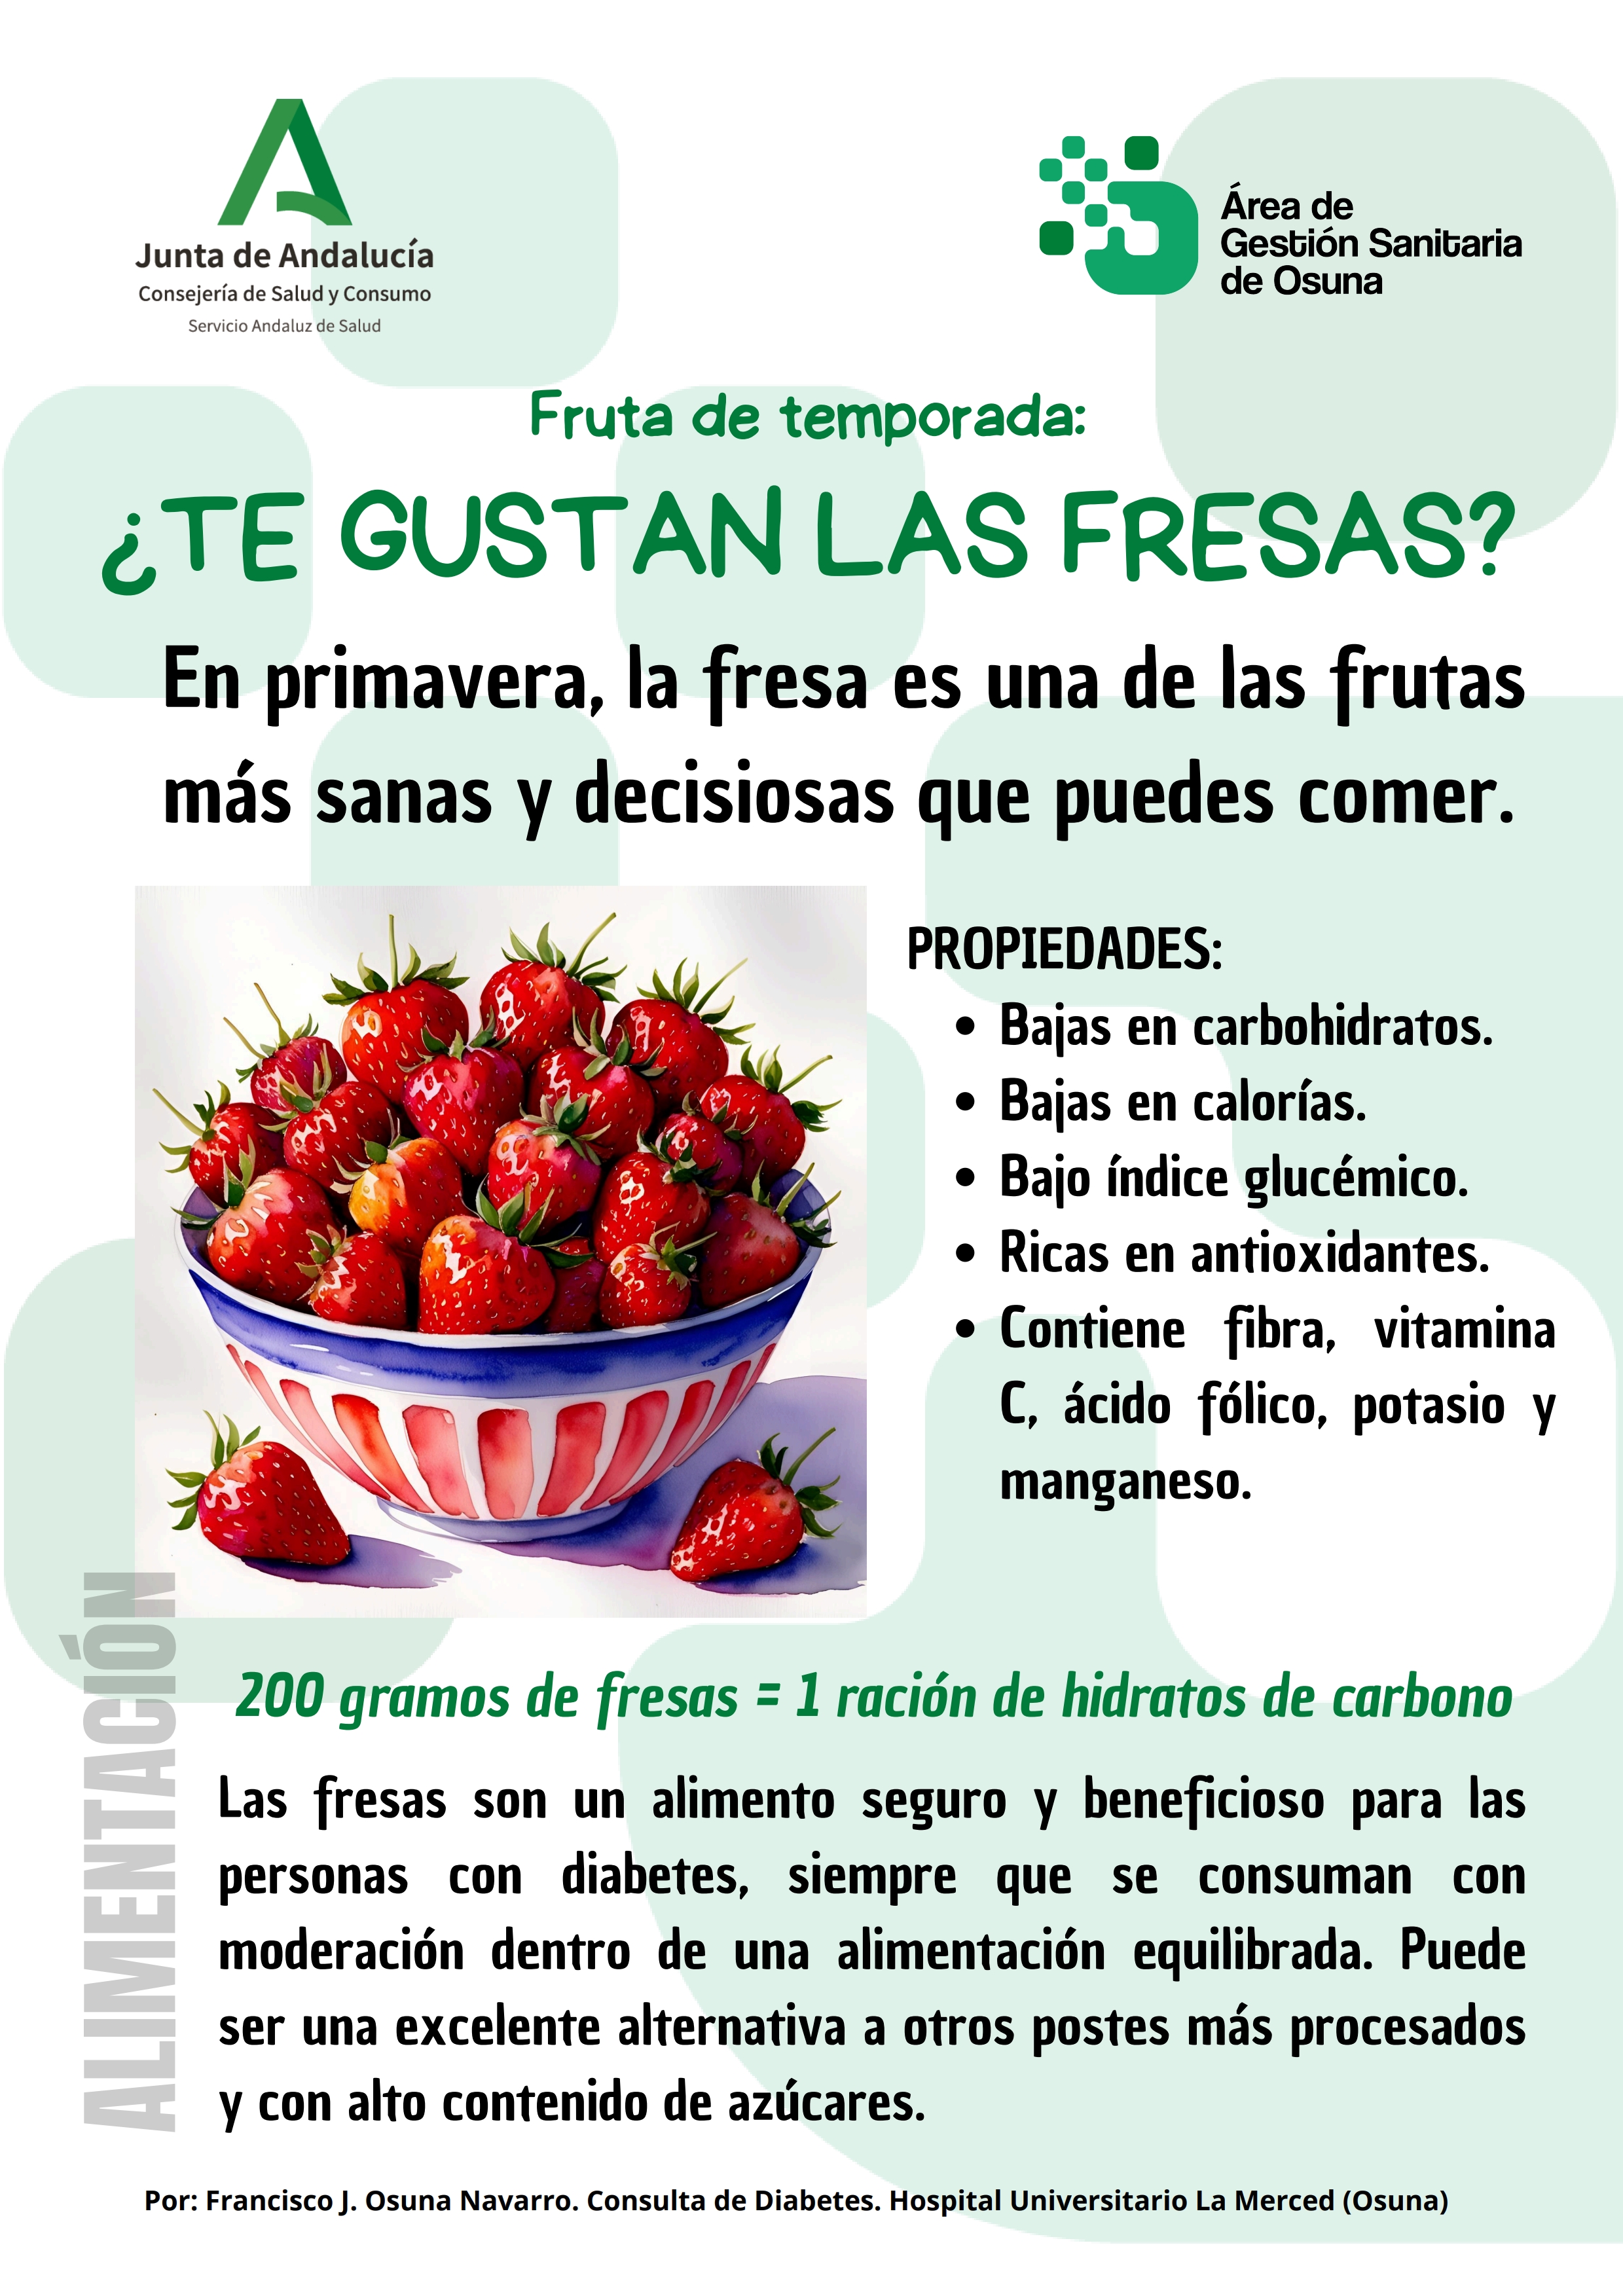 Junta de Andalucía
Consejería de Salud y Consumo
Servicio Andaluz de Salud
Área de
Gestión Sanitaria
de Osuna
Fruta de temporada:
¿TE GUSTAN LAS FRESAS?
En primavera, la fresa es una de las frutas
más sanas y decisiosas que puedes comer.
PROPIEDADES:
• Bajas en carbohidratos.
• Bajas en calorías.
• Bajo índice glucémico.
• Ricas en antioxidantes.
• Contiene fibra, vitamina
C, ácido fólico, potasio y
manganeso.
ALIMENTACIÓN
200 gramos de fresas = 1 ración de hidratos de carbono
Las fresas son un alimento seguro y beneficioso para las
personas con diabetes, siempre que se consuman con
moderación dentro de una alimentación equilibrada. Puede
ser una excelente alternativa a otros postes más procesados
y con alto contenido de azúcares.
Por: Francisco J. Osuna Navarro. Consulta de Diabetes. Hospital Universitario La Merced (Osuna)